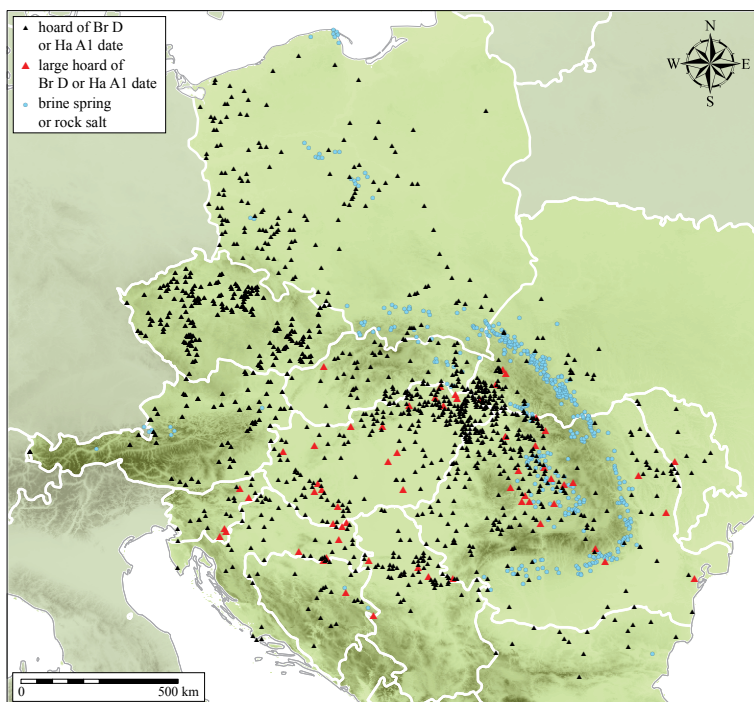 hoard of Br D
or Ha A1 date
large hoard of
Br D or Ha A1 date
brine spring
or rock salt
N
W E
S
0 500 km